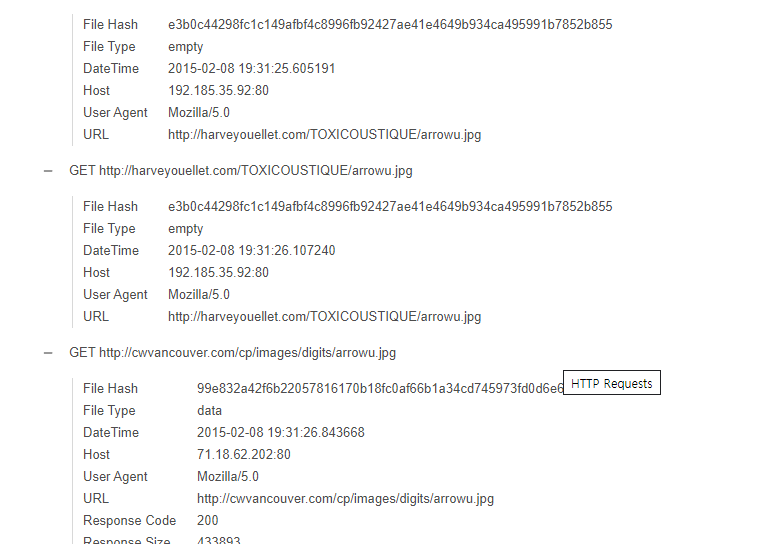 File Hash e3b0c44298fc1c149afbf4c8996fb92427ae41e4649b934ca495991b7852b855
File Type empty
DateTime 2015-02-08 19:31:25.605191
Host 192.185.35.92:80
User Agent Mozilla/5.0
URL http://harveyouellet.com/TOXICOUSTIQUE/arrowu.jpg
− GET http://harveyouellet.com/TOXICOUSTIQUE/arrowu.jpg
File Hash e3b0c44298fc1c149afbf4c8996fb92427ae41e4649b934ca495991b7852b855
File Type empty
DateTime 2015-02-08 19:31:26.107240
Host 192.185.35.92:80
User Agent Mozilla/5.0
URL http://harveyouellet.com/TOXICOUSTIQUE/arrowu.jpg
− GET http://cwvancouver.com/cp/images/digits/arrowu.jpg
File Hash 99e832a42f6b22057816170b18fc0af66b1a34cd745973fd0d6e6
HTTP Requests
File Type data
DateTime 2015-02-08 19:31:26.843668
Host 71.18.62.202:80
User Agent Mozilla/5.0
URL http://cwvancouver.com/cp/images/digits/arrowu.jpg
Response Code 200
Response Size 433893